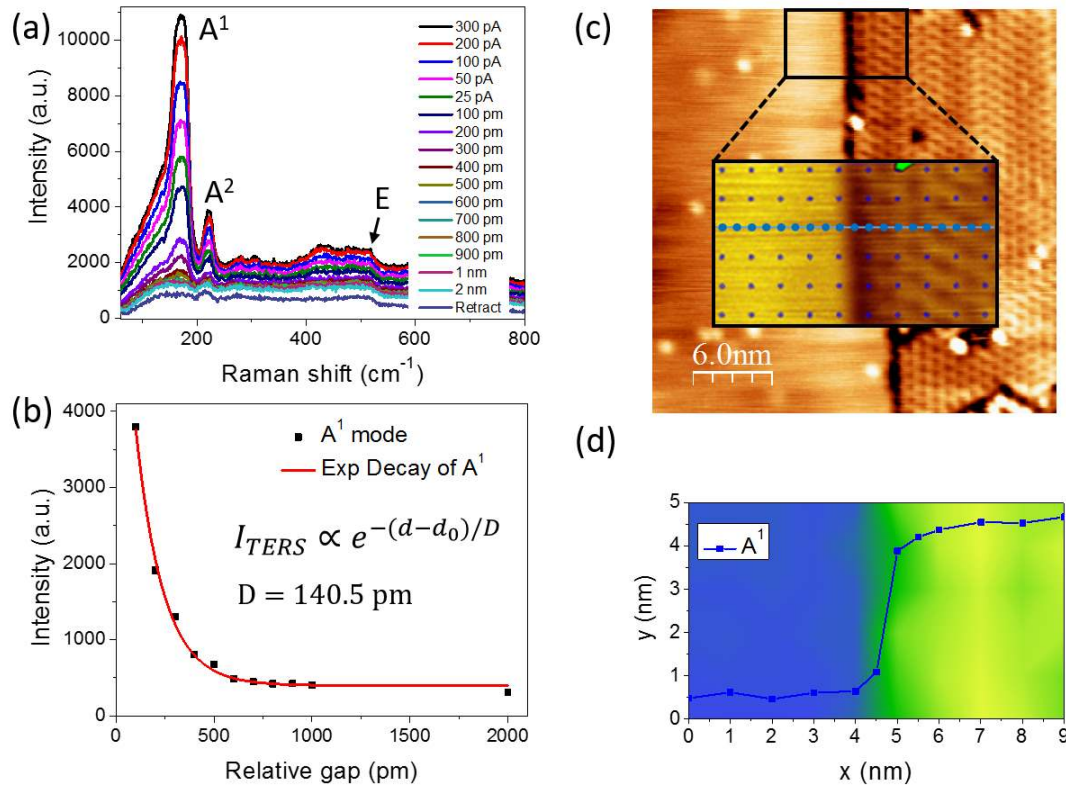 (a)
A¹
A²
E
300 pA
200 pA
100 pA
50 pA
25 pA
100 pm
200 pm
300 pm
400 pm
500 pm
600 pm
700 pm
800 pm
900 pm
1 nm
2 nm
Retract
10000
8000
6000
4000
2000
0
Intensity (a.u.)
200 400 600 800
Raman shift (cm⁻¹)
(b)
4000
3000
2000
1000
0
Intensity (a.u.)
A¹ mode
Exp Decay of A¹
I_TERS ∝ e^{−(d−d₀)/D}
D = 140.5 pm
0 500 1000 1500 2000
Relative gap (pm)
(c)
6.0nm
(d)
A¹
5
4
3
2
1
0
y (nm)
0 1 2 3 4 5 6 7 8 9
x (nm)